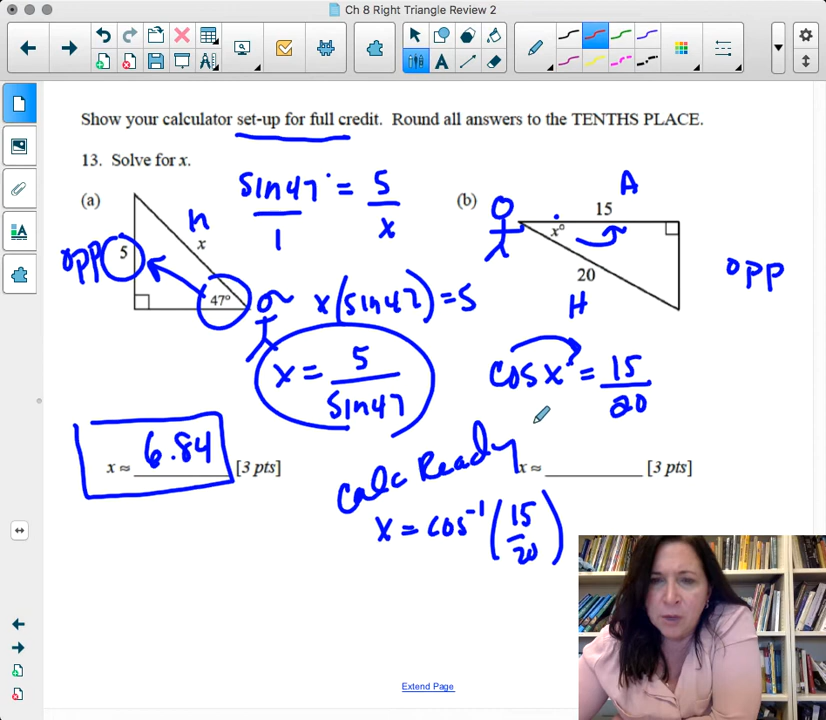 Ch 8 Right Triangle Review 2
Show your calculator set-up for full credit. Round all answers to the TENTHS PLACE.
13. Solve for x.
(a)
sin47 = 5/x
1
H
x
opp
5
47°
x(sin47)=5
x = 5/sin47
x ≈ 6.84 [3 pts]
(b)
A
15
x°
20
H
opp
cos x° = 15/20
Calc Ready
x ≈ ________ [3 pts]
x = cos⁻¹(15/20)
Extend Page